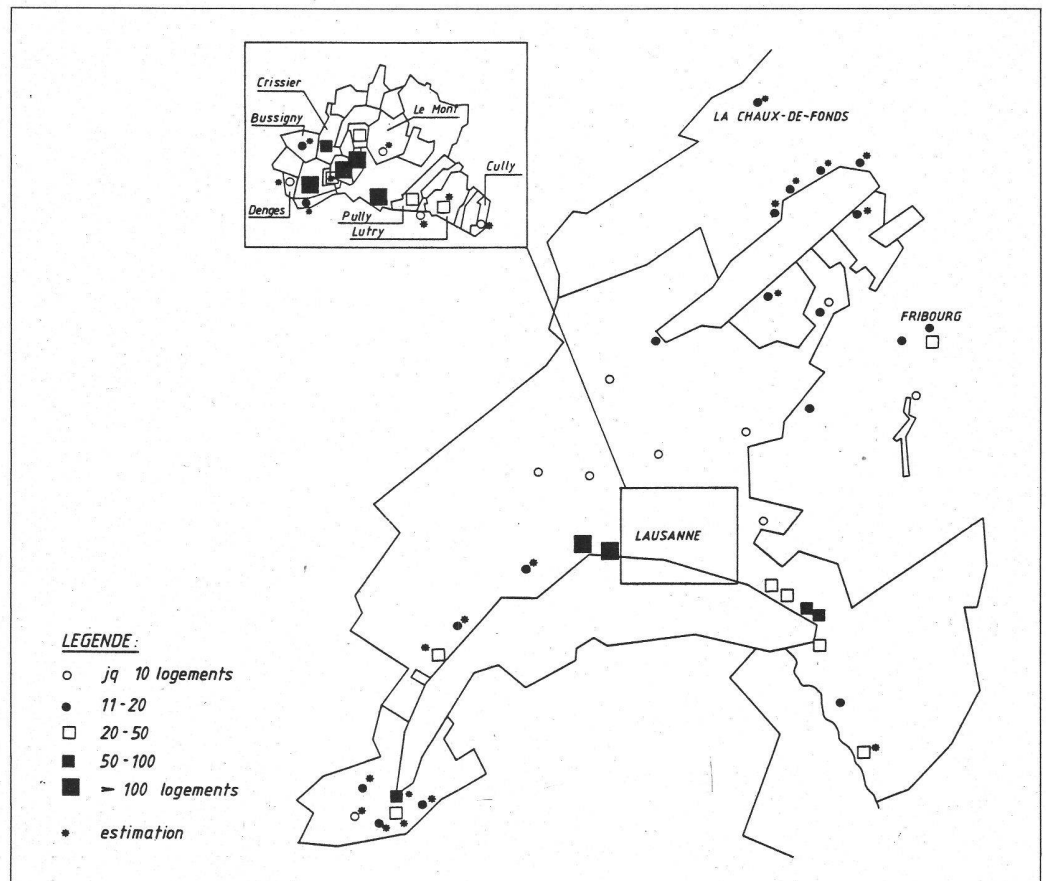 Crissier
Bussigny
Le Mont
Cully
Denges
Pully
Lutry
LA CHAUX-DE-FONDS
FRIBOURG
LAUSANNE
LEGENDE:
jq 10 logements
11-20
20-50
50-100
> 100 logements
estimation